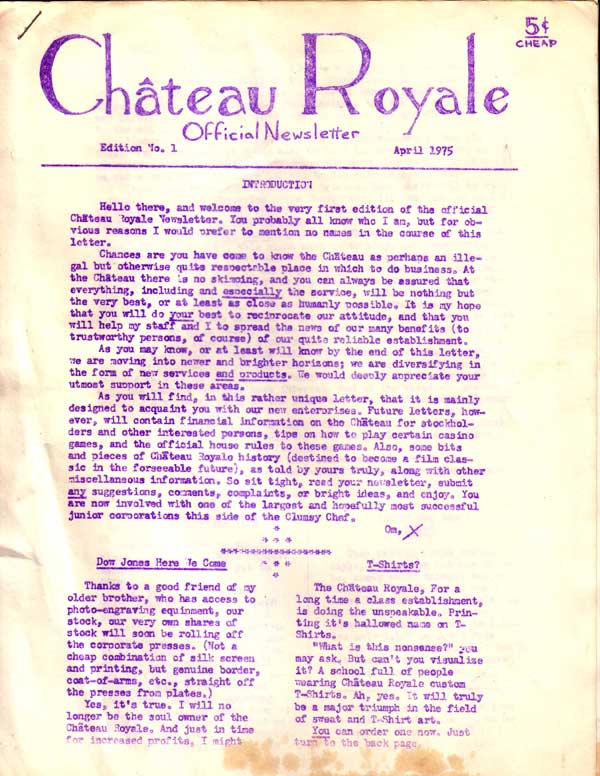 5¢
CHEAP
Château Royale
Official Newsletter
Edition No. 1
April 1975
INTRODUCTION
Hello there, and welcome to the very first edition of the official
Château Royale Newsletter. You probably all know who I am, but for ob-
vious reasons I would prefer to mention no names in the course of this
letter.
Chances are you have come to know the Château as perhaps an ille-
gal but otherwise quite respectable place in which to do business. At
the Château there is no skimping, and you can always be assured that
everything, including and especially the service, will be nothing but
the very best, or at least as close as humanly possible. It is my hope
that you will do your best to reciprocate our attitude, and that you
will help my staff and I to spread the news of our many benefits (to
trustworthy persons, of course) of our quite reliable establishment.
As you may know, or at least will know by the end of this letter,
we are moving into newer and brighter horizons; we are diversifying in
the form of new services and products. We would deeply appreciate your
utmost support in these areas.
As you will find, in this rather unique letter, that it is mainly
designed to acquaint you with our new enterprises. Future letters, how-
ever, will contain financial information on the Château for stockhol-
ders and other interested persons, tips on how to play certain casino
games, and the official house rules to these games. Also, some bits
and pieces of Château Royale history (destined to become a film clas-
sic in the forseeable future), as told by yours truly, along with other
miscellaneous information. So sit tight, read your newsletter, submit
any suggestions, comments, complaints, or bright ideas, and enjoy. You
are now involved with one of the largest and hopefully most successful
junior corporations this side of the Clumsy Chef.
Om, X
Dow Jones Here We Come
Thanks to a good friend of my
older brother, who has access to
photo-engraving equipment, our
stock, our very own shares of
stock will soon be rolling off
the corporate presses. (Not a
cheap combination of silk screen
and printing, but genuine border,
coat-of-arms, etc., straight off
the presses from plates.)
Yes, it's true. I will no
longer be the soul owner of the
Château Royale. And just in time
for increased profits. I might
T-Shirts?
The Château Royale, For a
long time a class establishment,
is doing the unspeakable. Prin-
ting it's hallowed name on T-
Shirts.
"What is this nonsense?" you
may ask. But can't you visualize
it? A school full of people
wearing Château Royale custom
T-Shirts. Ah, yes. It will truly
be a major triumph in the field
of sweat and T-Shirt art.
You can order one now. Just
turn to the back page.